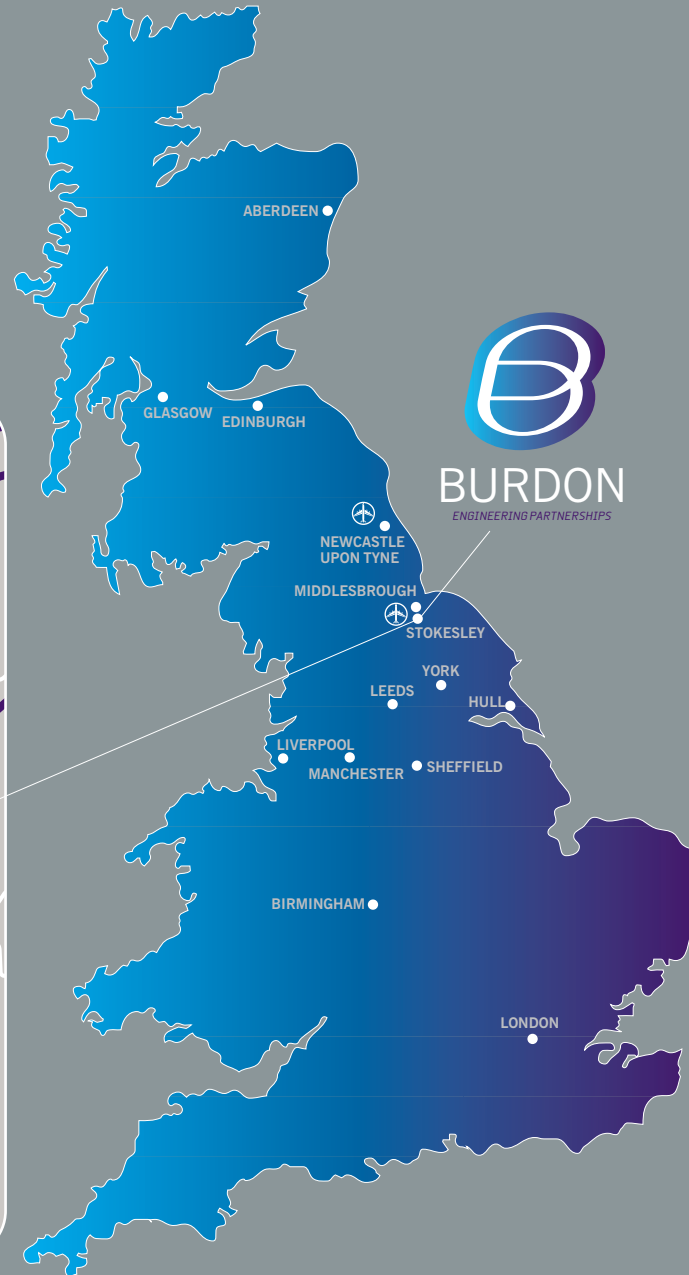 ABERDEEN
GLASGOW
EDINBURGH
BURDON
ENGINEERING PARTNERSHIPS
NEWCASTLE
UPON TYNE
MIDDLESBROUGH
STOKESLEY
YORK
LEEDS
HULL
LIVERPOOL
MANCHESTER
SHEFFIELD
BIRMINGHAM
LONDON